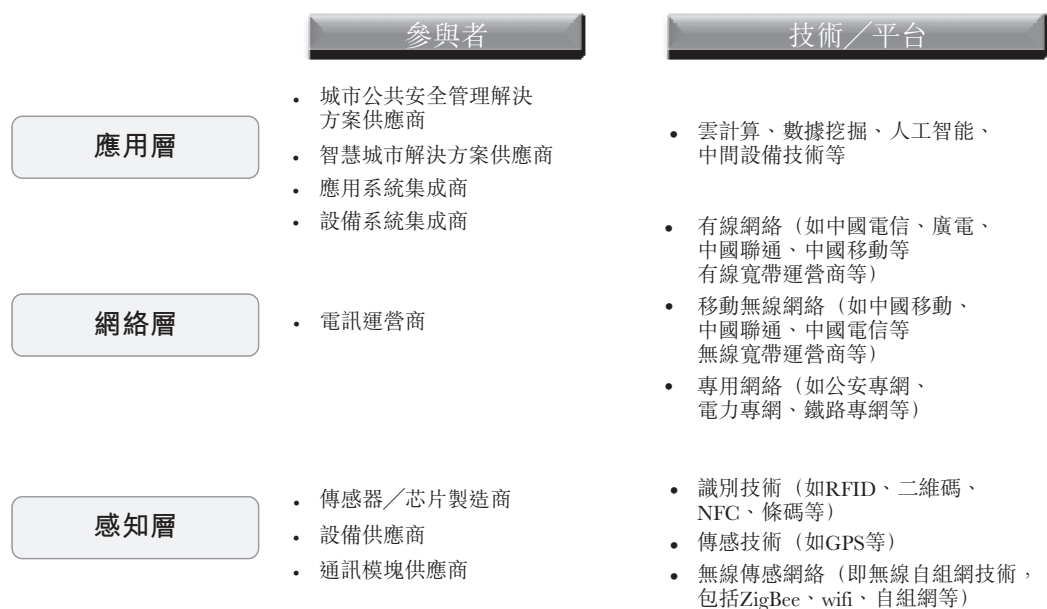 參與者
技術／平台
應用層
• 城市公共安全管理解決
方案供應商
• 智慧城市解決方案供應商
• 應用系統集成商
• 設備系統集成商
• 雲計算、數據挖掘、人工智能、
中間設備技術等
網絡層
• 電訊運營商
• 有線網絡（如中國電信、廣電、
中國聯通、中國移動等
有線寬帶運營商等）
• 移動無線網絡（如中國移動、
中國聯通、中國電信等
無線寬帶運營商等）
• 專用網絡（如公安專網、
電力專網、鐵路專網等）
感知層
• 傳感器／芯片製造商
• 設備供應商
• 通訊模塊供應商
• 識別技術（如RFID、二維碼、
NFC、條碼等）
• 傳感技術（如GPS等）
• 無線傳感網絡（即無線自組網技術，
包括ZigBee、wifi、自組網等）